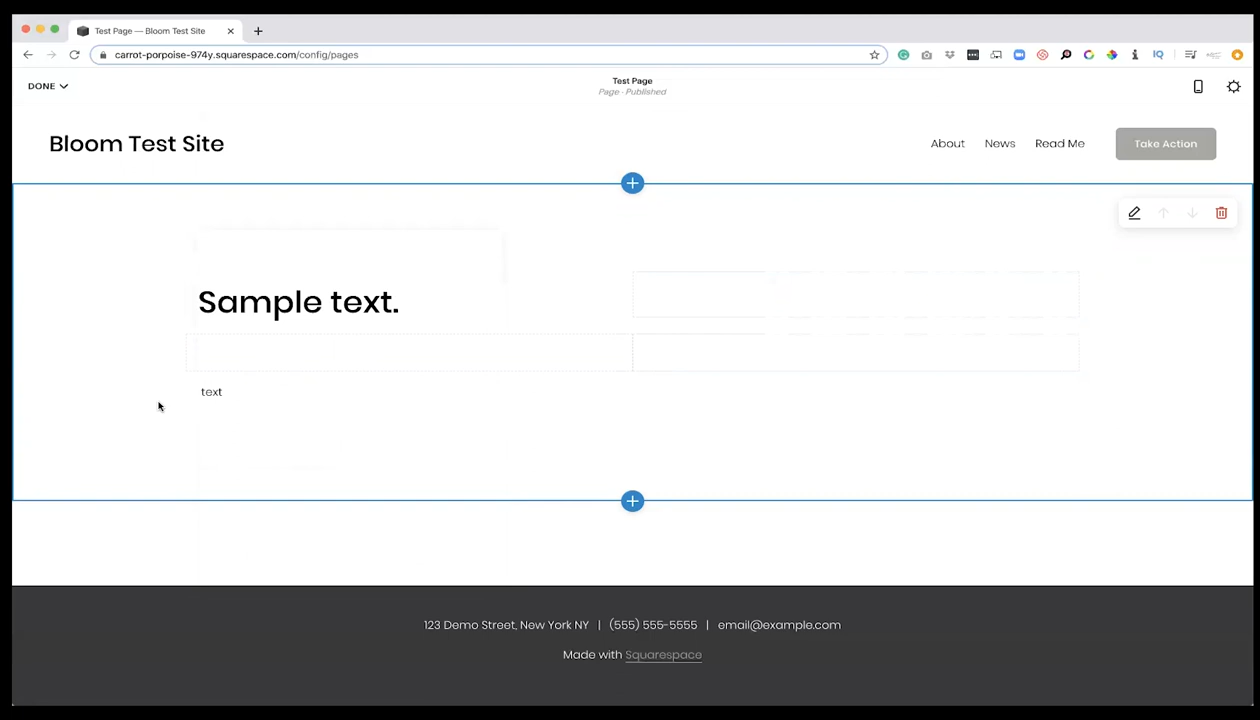 Test Page — Bloom Test Site
carrot-porpoise-974y.squarespace.com/config/pages
IQ
DONE
Test Page
Page · Published
Bloom Test Site
About
News
Read Me
Take Action
Sample text.
text
123 Demo Street, New York NY | (555) 555-5555 | email@example.com
Made with Squarespace